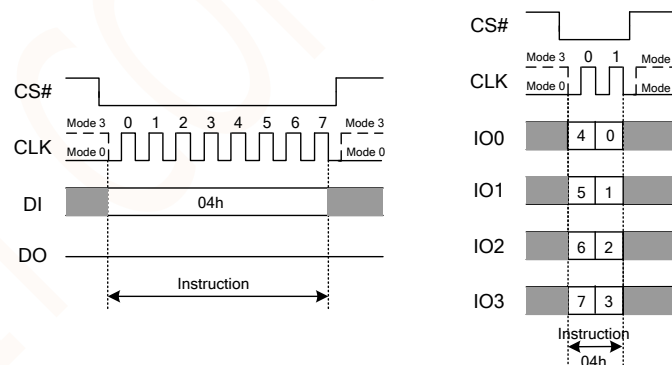 CS#
Mode 3 0 1 2 3 4 5 6 7 Mode 3
CLK
Mode 0 Mode 0
DI 04h
DO
Instruction
CS#
Mode 3 0 1 Mode
CLK
Mode 0 Mode
IO0 4 0
IO1 5 1
IO2 6 2
IO3 7 3
Instruction
04h